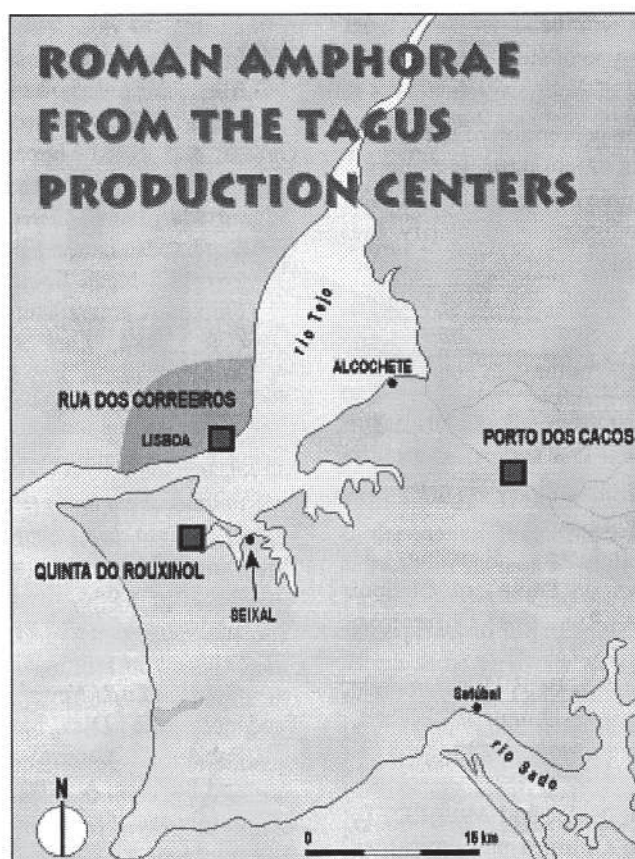 ROMAN AMPHORAE
FROM THE TAGUS
PRODUCTION CENTERS
rio Tejo
ALCOCHETE
RUA DOS CORREEIROS
LISBOA
PORTO DOS CACOS
QUINTA DO ROUXINOL
SEIXAL
Setúbal
rio Sado
N
0 15 km